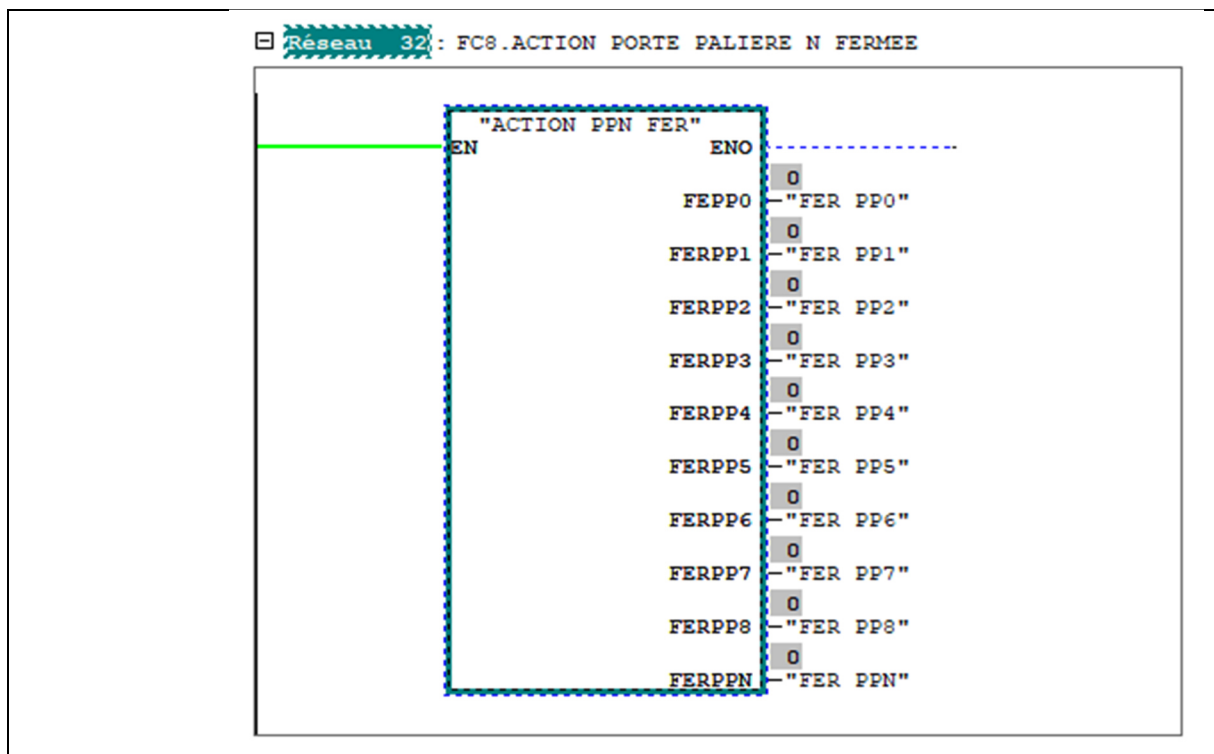 Réseau 32: FC8.ACTION PORTE PALIERE N FERMEE
"ACTION PPN FER"
EN ENO
0
FEPP0 "FER PP0"
0
FERPP1 "FER PP1"
0
FERPP2 "FER PP2"
0
FERPP3 "FER PP3"
0
FERPP4 "FER PP4"
0
FERPP5 "FER PP5"
0
FERPP6 "FER PP6"
0
FERPP7 "FER PP7"
0
FERPP8 "FER PP8"
0
FERPPN "FER PPN"